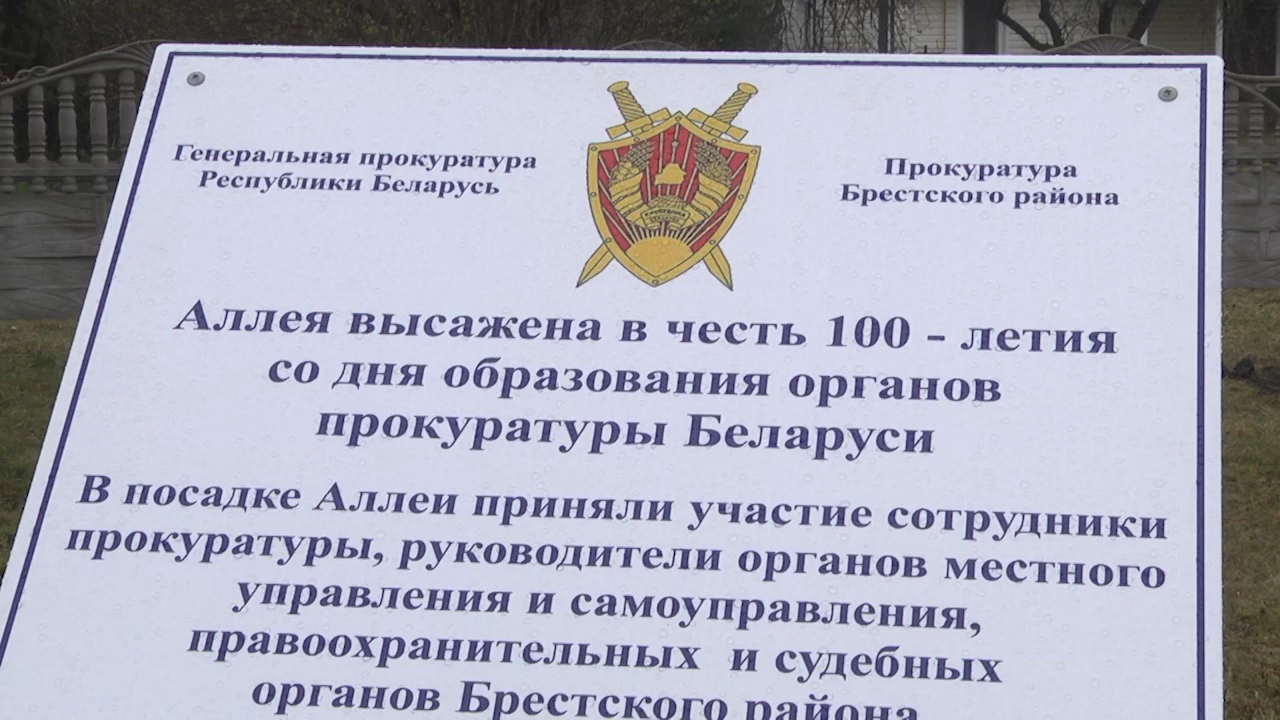 Генеральная прокуратура
Республики Беларусь
Прокуратура
Брестского района
Аллея высажена в честь 100 - летия
со дня образования органов
прокуратуры Беларуси
В посадке Аллеи приняли участие сотрудники
прокуратуры, руководители органов местного
управления и самоуправления,
правоохранительных и судебных
органов Брестского района